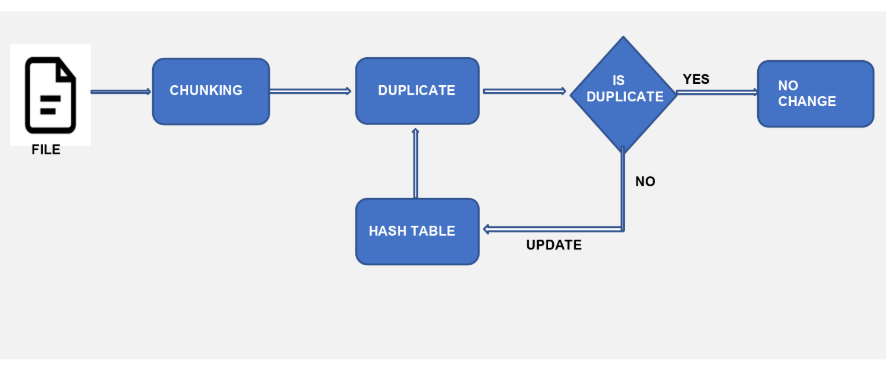 FILE
CHUNKING
DUPLICATE
IS
DUPLICATE
YES
NO
CHANGE
NO
HASH TABLE
UPDATE